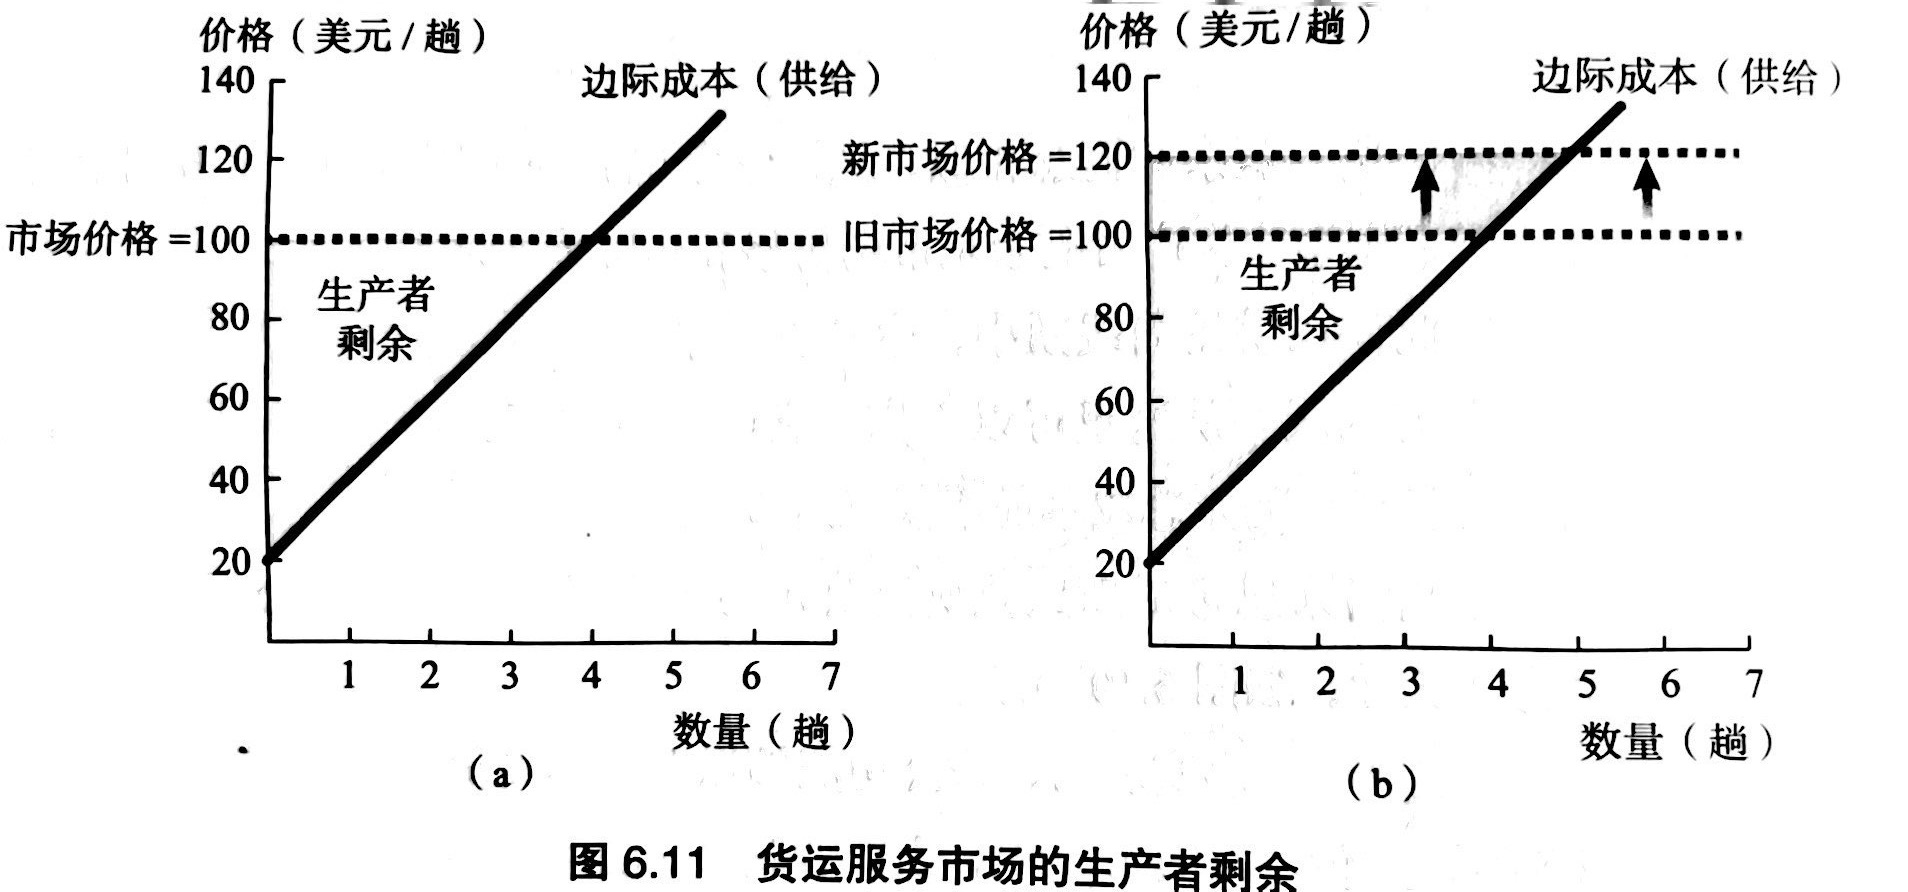 价格（美元/趟）
140
边际成本（供给）
120
市场价格=100
生产者
剩余
80
60
40
20
1 2 3 4 5 6 7
数量（趟）
（a）
价格（美元/趟）
140
边际成本（供给）
新市场价格=120
旧市场价格=100
生产者
剩余
80
60
40
20
1 2 3 4 5 6 7
数量（趟）
（b）
图6.11 货运服务市场的生产者剩余